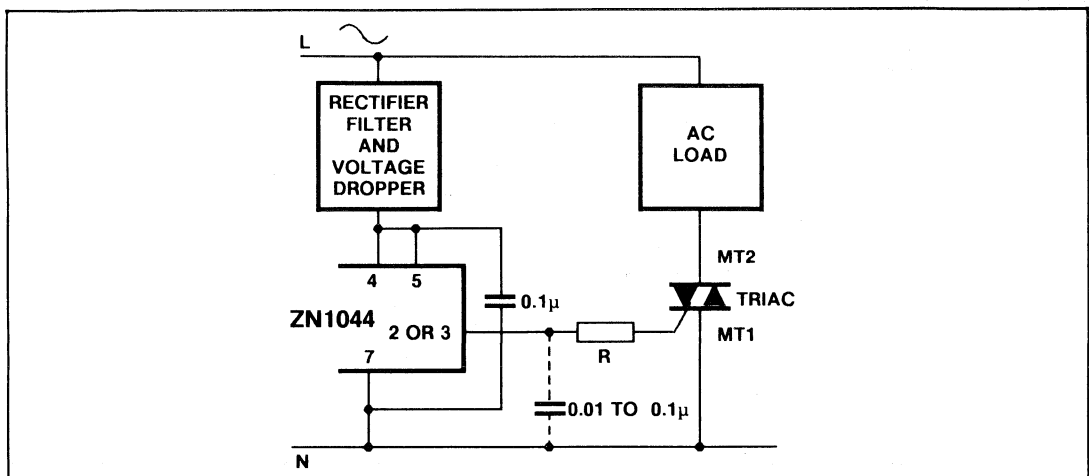 L
RECTIFIER
FILTER
AND
VOLTAGE
DROPPER
AC
LOAD
MT2
4 5
0.1μ
TRIAC
ZN1044
2 OR 3
MT1
7
R
0.01 TO 0.1μ
N